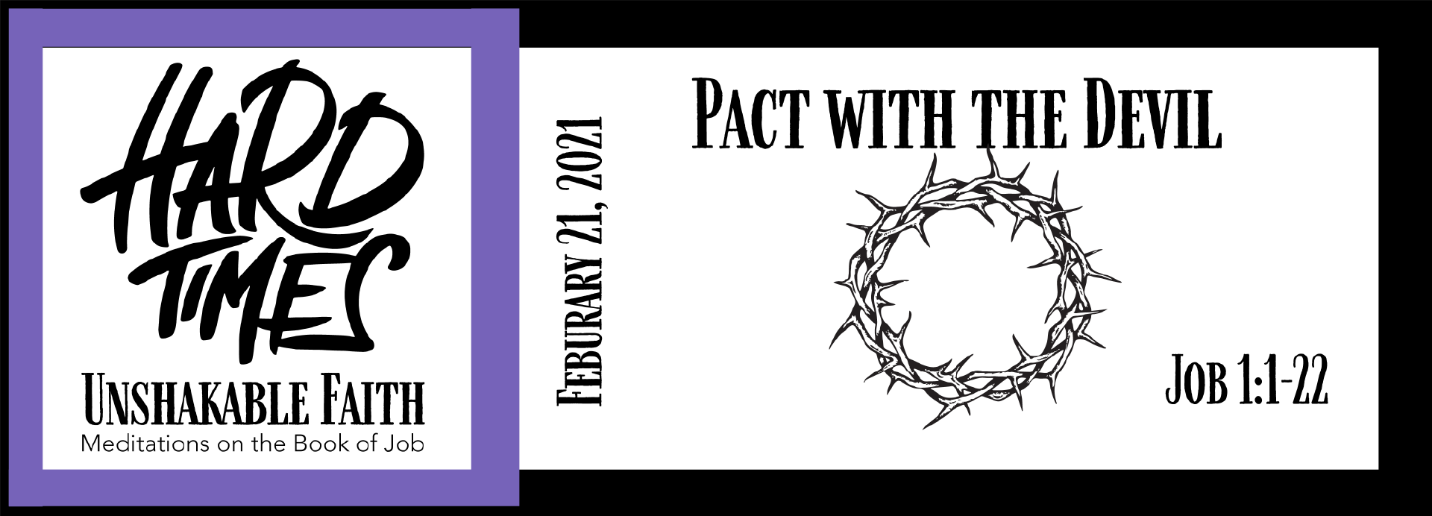 HARD
TIMES
UNSHAKABLE FAITH
Meditations on the Book of Job
FEBURARY 21, 2021
PACT WITH THE DEVIL
JOB 1:1-22